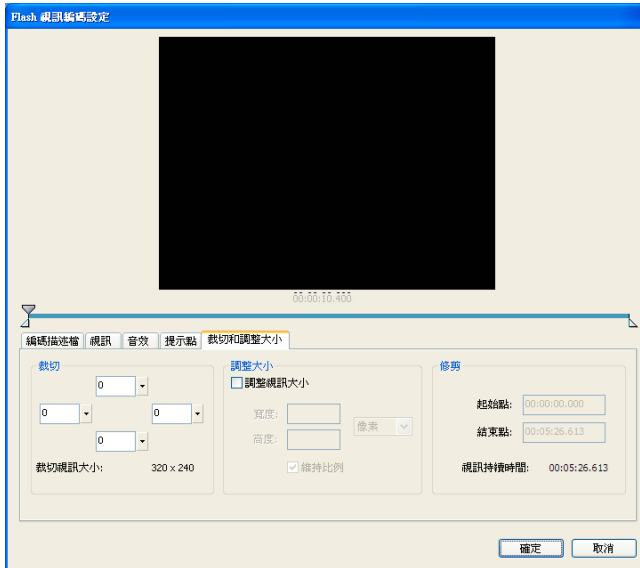 Flash 視訊編碼設定
00:00:10.400
編碼描述檔 視訊 音效 提示點 裁切和調整大小
裁切
0
0 0
0
裁切視訊大小: 320 x 240
調整大小
調整視訊大小
寬度:
高度:
像素
維持比例
修剪
起始點: 00:00:00.000
結束點: 00:05:26.613
視訊持續時間: 00:05:26.613
確定 取消